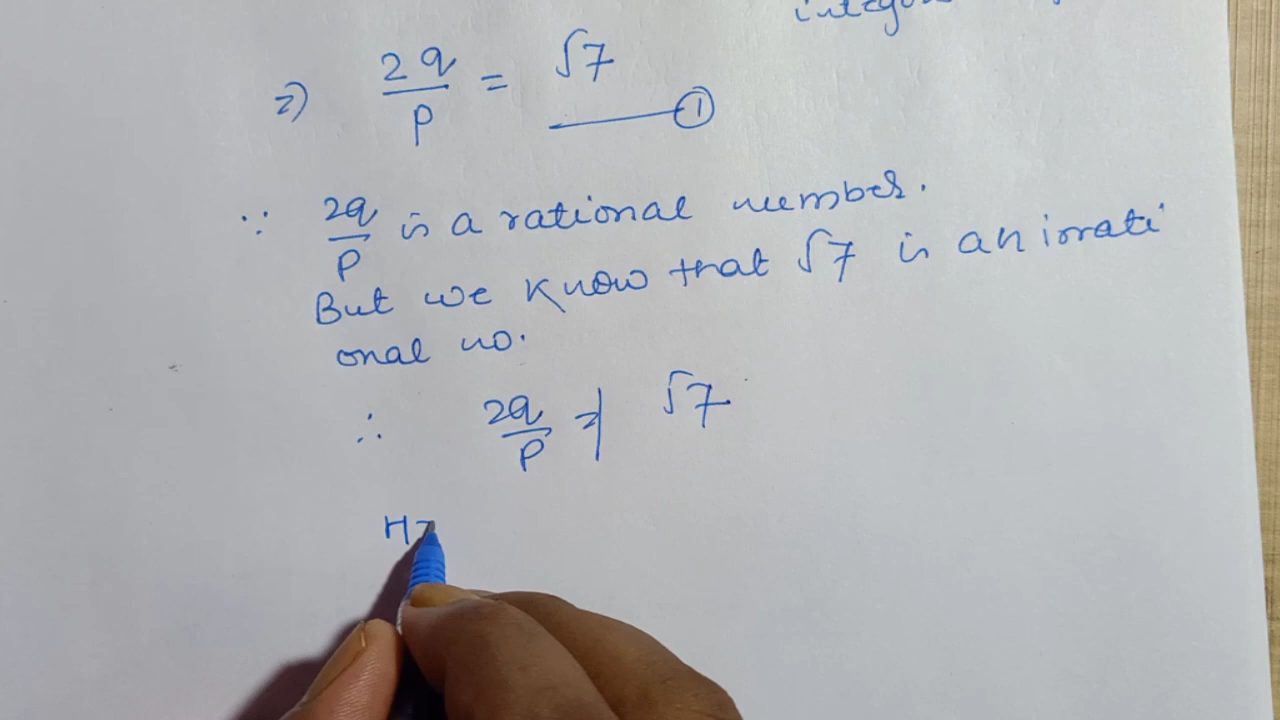 integers
⇒) 2q/p = √7 ——— ①
∵ 2q/p is a rational number.
But we know that √7 is an irrati
onal no.
∴ 2q/p ≠ √7
H